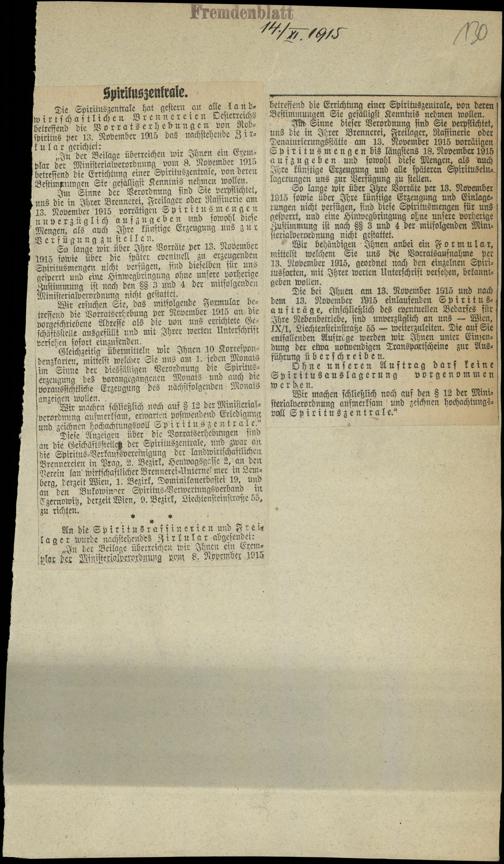 Fremdenblatt
14./XI. 1915
130
Spirituszentrale.
Die Spirituszentrale hat gestern an alle land-
wirtschaftlichen Brennereien Oesterreichs
betreffend die Vorratserhebungen von Roh-
spiritus per 13. November 1915 das nachstehende Zir-
kular gerichtet:
„In der Beilage überreichen wir Ihnen ein Exem-
plar der Ministerialverordnung vom 8. November 1915
betreffend die Errichtung einer Spirituszentrale, von deren
Bestimmungen Sie gefälligst Kenntnis nehmen wollen.
Im Sinne der Verordnung sind Sie verpflichtet,
uns die in Ihrer Brennerei, Freilager oder Raffinerie am
13. November 1915 vorrätigen Spiritusmengen
unverzüglich aufzugeben und sowohl diese
Mengen, als auch Ihre künftige Erzeugung uns zur
Verfügung zu stellen.
So lange wir über Ihre Vorräte per 13. November
1915 sowie über die später eventuell zu erzeugenden
Spiritusmengen nicht verfügen, sind dieselben für uns
gesperrt und eine Hinwegbringung ohne unsere vorherige
Zustimmung ist nach den §§ 3 und 4 der mitfolgenden
Ministerialverordnung nicht gestattet.
Wir ersuchen Sie, das mitfolgende Formular be-
treffend die Vorratserhebung per November 1915 an die
vorgeschriebene Adresse als die von uns errichtete Ge-
schäftsstelle ausgefüllt und mit Ihrer werten Unterschrift
versehen sofort einzusenden.
Gleichzeitig übermitteln wir Ihnen 10 Korrespon-
denzkarten, mittelst welcher Sie uns am 1. jeden Monats
im Sinne der diesfälligen Verordnung die Spiritus-
erzeugung des vorangegangenen Monats und auch die
voraussichtliche Erzeugung des nächstfolgenden Monats
anzeigen wollen.
Wir machen schließlich noch auf § 12 der Ministerial-
verordnung aufmerksam, erwarten postwendend Erledigung
und zeichnen hochachtungsvoll Spirituszentrale.“
Diese Anzeigen über die Vorratserhebungen sind
an die Geschäftsstellen der Spirituszentrale, und zwar an
die Spiritus-Verkaufsvereinigung der landwirtschaftlichen
Brennereien in Prag, 2. Bezirk, Heuwagsgasse 2, an den
Verein landwirtschaftlicher Brennerei-Unternehmer in Lem-
berg, derzeit Wien, 1. Bezirk, Dominikanerbastei 19, und
an den Bukowinaer Spiritus-Verwertungsverband in
Czernowitz, derzeit Wien, 9. Bezirk, Liechtensteinstraße 55,
zu richten.
* * *
An die Spiritusraffinerien und Frei-
lager wurde nachstehendes Zirkular abgesendet:
„In der Beilage überreichen wir Ihnen ein Exem-
plar der Ministerialverordnung vom 8. November 1915
betreffend die Errichtung einer Spirituszentrale, von deren
Bestimmungen Sie gefälligst Kenntnis nehmen wollen.
Im Sinne dieser Verordnung sind Sie verpflichtet,
uns die in Ihrer Brennerei, Freilager, Raffinerie oder
Denaturierungsstätte am 13. November 1915 vorrätigen
Spiritusmengen bis längstens 18. November 1915
aufzugeben und sowohl diese Mengen, als auch
Ihre künftige Erzeugung und alle späteren Spirituseln-
lagerungen uns zur Verfügung zu stellen.
So lange wir über Ihre Vorräte per 13. November
1915 sowie über Ihre künftige Erzeugung und Einlage-
rungen nicht verfügen, sind diese Spiritusmengen für uns
gesperrt, und eine Hinwegbringung ohne unsere vorherige
Zustimmung ist nach §§ 3 und 4 der mitfolgenden Mini-
sterialverordnung nicht gestattet.
Wir behändigen Ihnen anbei ein Formular,
mittelst welchem Sie uns die Vorratsaufnahme per
13. November 1915, geordnet nach den einzelnen Spiri-
tussorten, mit Ihrer werten Unterschrift versehen, bekannt-
geben wollen.
Die bei Ihnen am 13. November 1915 und nach
dem 13. November 1915 einlaufenden Spiritus-
aufträge, einschließlich des eventuellen Bedarfes für
Ihre Nebenbetriebe, sind unverzüglich an uns — Wien,
IX/1, Liechtensteinstraße 55 — weiterzuleiten. Die auf Sie
entfallenden Aufträge werden wir Ihnen unter Einsen-
dung der etwa notwendigen Transportscheine zur Aus-
führung überschreiben.
Ohne unseren Auftrag darf keine
Spiritusauslagerung vorgenommen
werden.
Wir machen schließlich noch auf den § 12 der Mini-
sterialverordnung aufmerksam und zeichnen hochachtungs-
voll Spirituszentrale.“